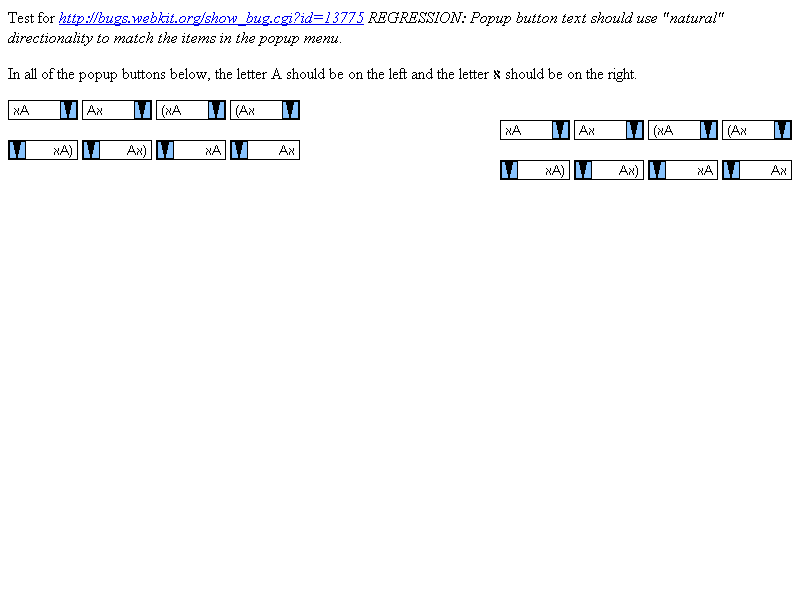 Test for http://bugs.webkit.org/show_bug.cgi?id=13775 REGRESSION: Popup button text should use "natural"
directionality to match the items in the popup menu.
In all of the popup buttons below, the letter A should be on the left and the letter א should be on the right.
אA Aא (אA (Aא
אA Aא (אA (Aא
אA) Aא) אA Aא
אA) Aא) אA Aא